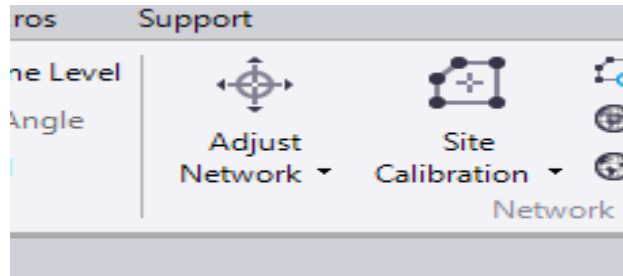 ros Support
ne Level
Angle
Adjust
Network
Site
Calibration
Network